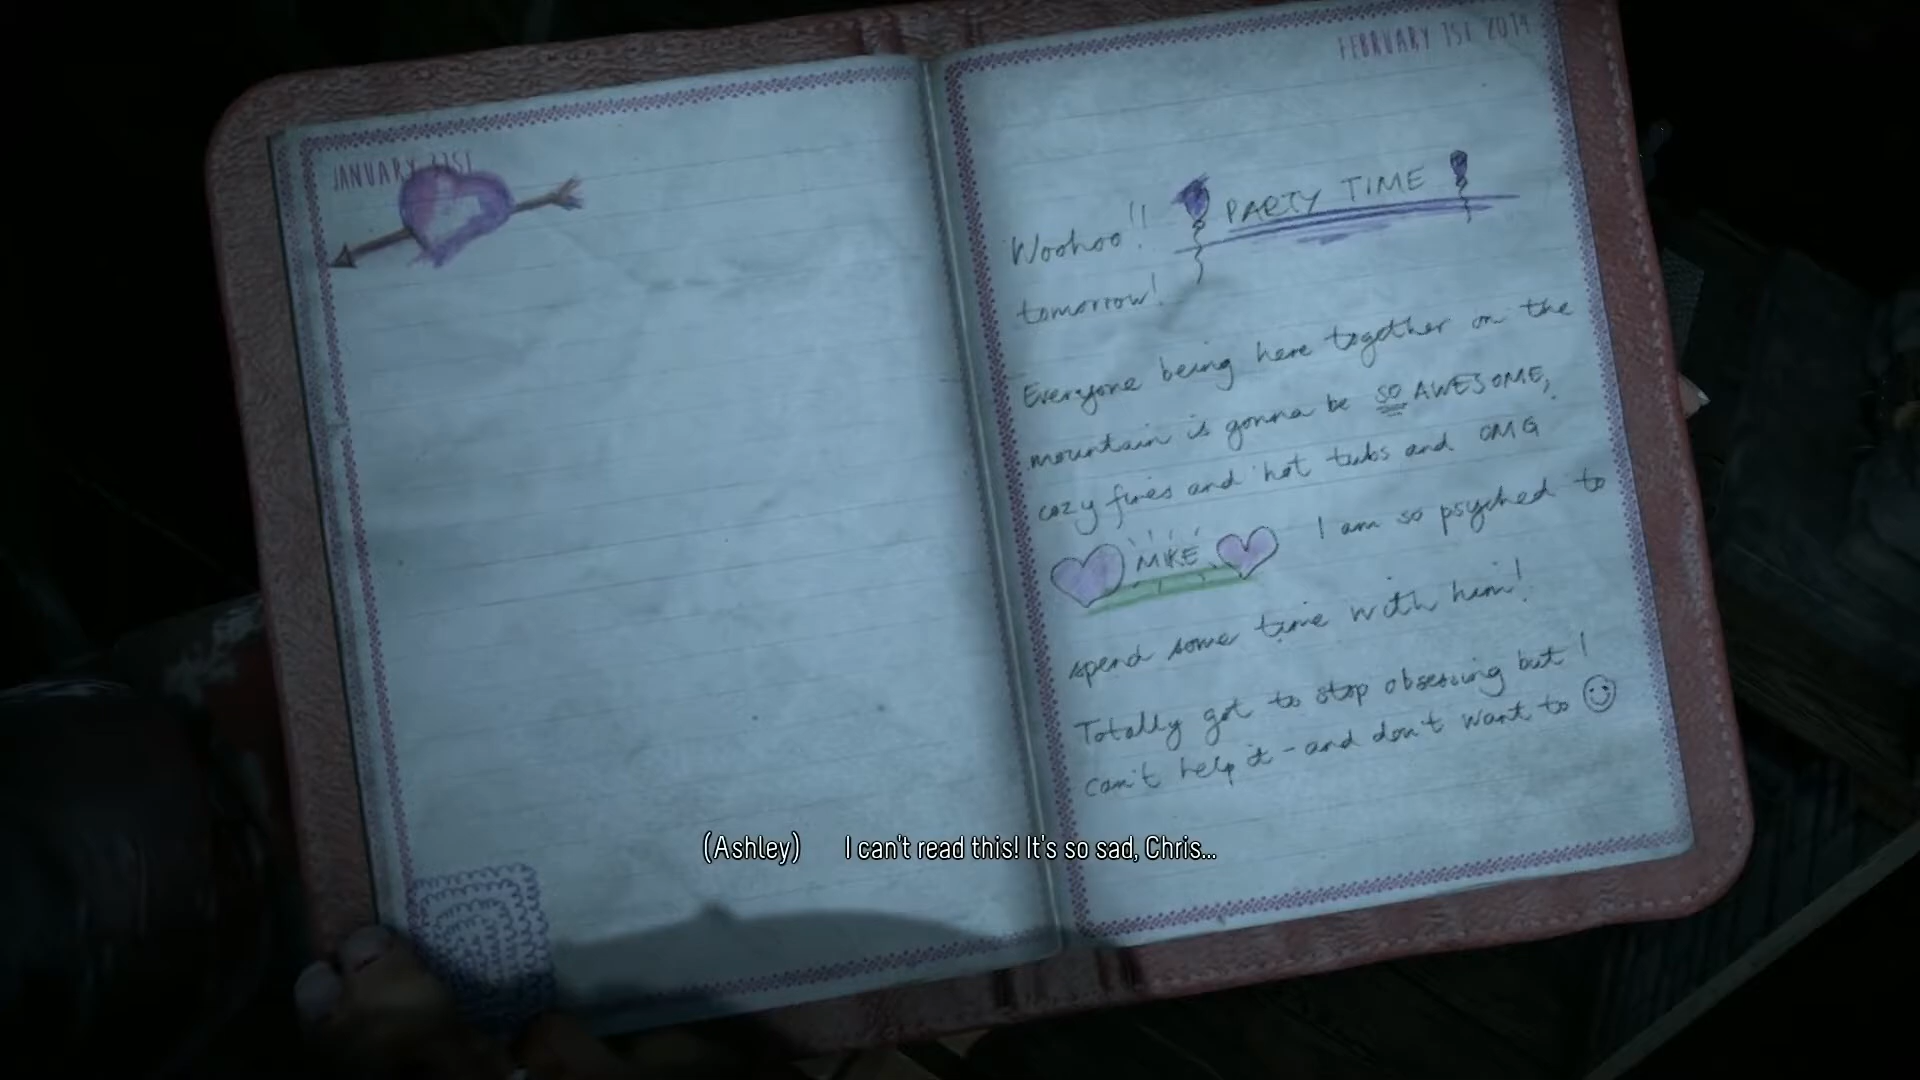 JANUARY 31ST
FEBRUARY 1ST 2014
Woohoo!! PARTY TIME
tomorrow!
Everyone being here together on the
mountain is gonna be so AWESOME,
cozy fires and hot tubs and OMG
MIKE I am so psyched to
spend some time with him!
Totally got to stop obsessing but I
can't help it - and don't want to
(Ashley) I can't read this! It's so sad, Chris...